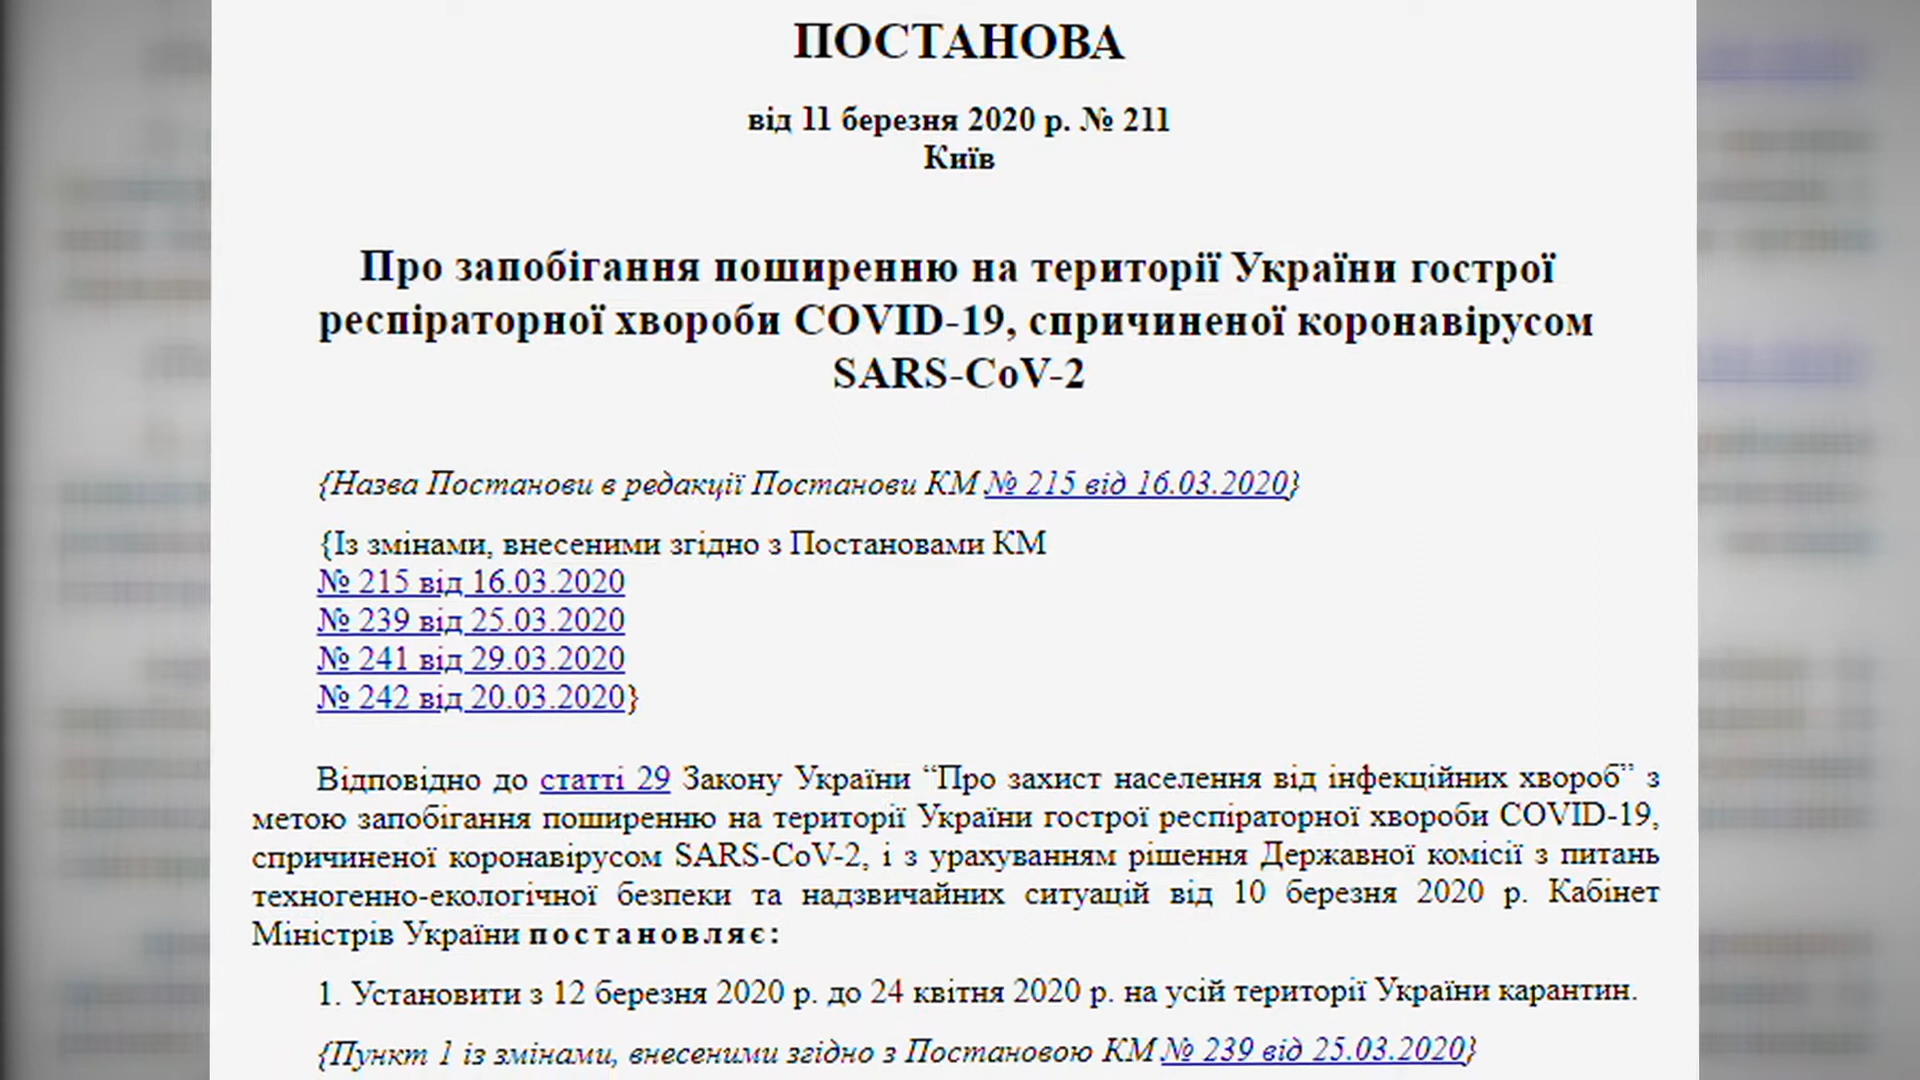 ПОСТАНОВА
від 11 березня 2020 р. № 211
Київ
Про запобігання поширенню на території України гострої
респіраторної хвороби COVID-19, спричиненої коронавірусом
SARS-CoV-2
{Назва Постанови в редакції Постанови КМ № 215 від 16.03.2020}
{Із змінами, внесеними згідно з Постановами КМ
№ 215 від 16.03.2020
№ 239 від 25.03.2020
№ 241 від 29.03.2020
№ 242 від 20.03.2020}
Відповідно до статті 29 Закону України “Про захист населення від інфекційних хвороб” з
метою запобігання поширенню на території України гострої респіраторної хвороби COVID-19,
спричиненої коронавірусом SARS-CoV-2, і з урахуванням рішення Державної комісії з питань
техногенно-екологічної безпеки та надзвичайних ситуацій від 10 березня 2020 р. Кабінет
Міністрів України постановляє:
1. Установити з 12 березня 2020 р. до 24 квітня 2020 р. на усій території України карантин.
{Пункт 1 із змінами, внесеними згідно з Постановою КМ № 239 від 25.03.2020}